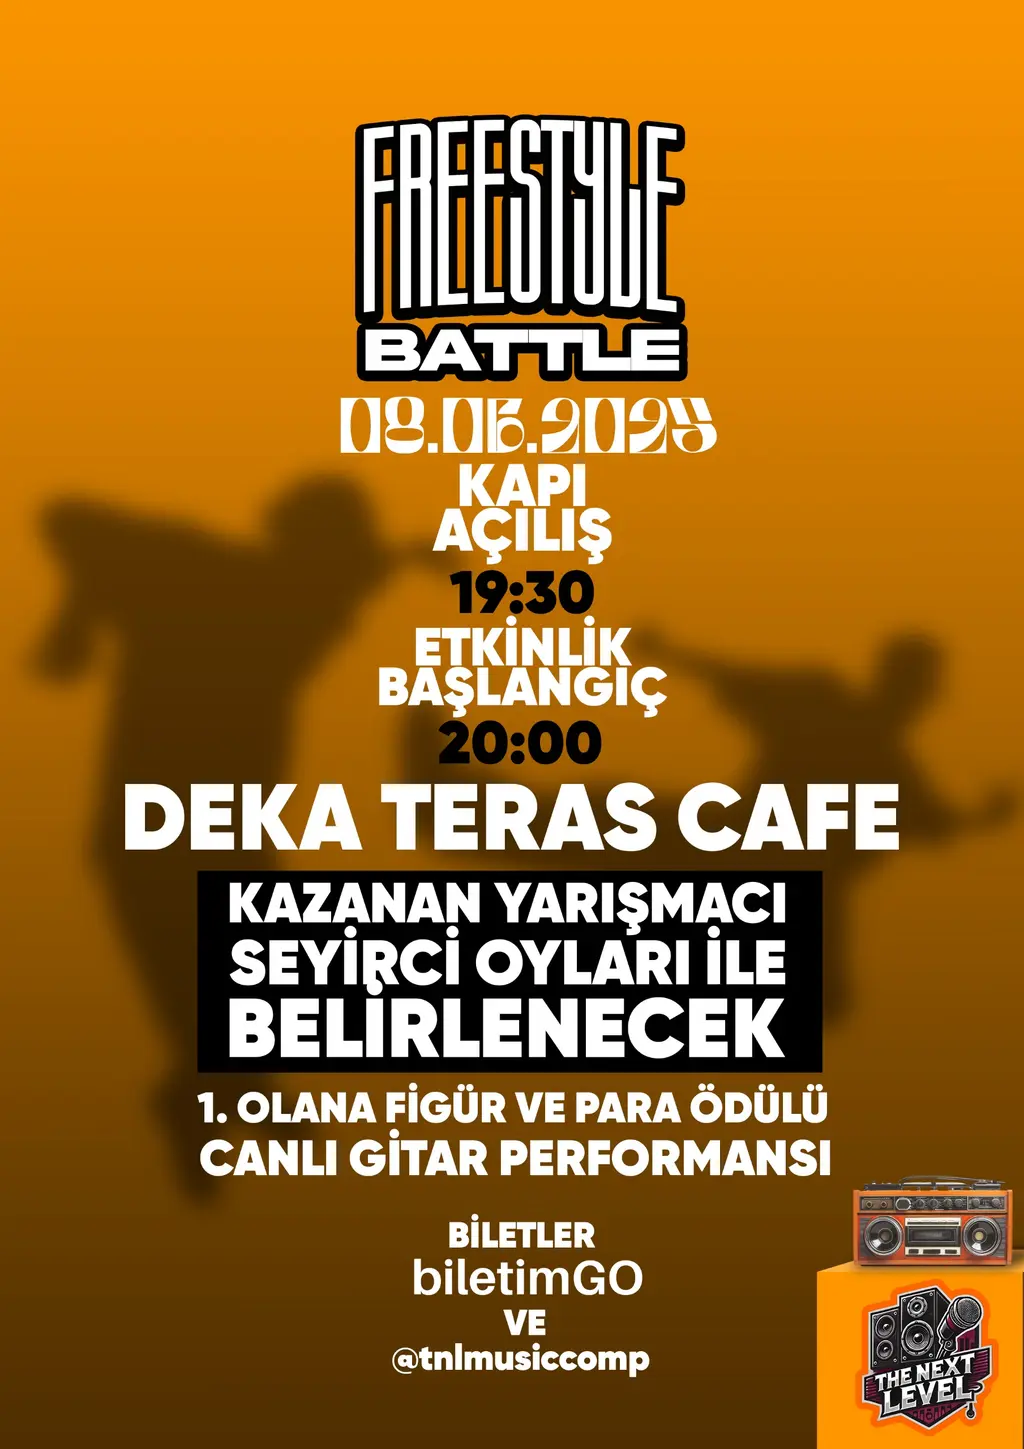 FREESTYLE
BATTLE
08.06.2025
KAPI
AÇILIŞ
19:30
ETKİNLİK
BAŞLANGIÇ
20:00
DEKA TERAS CAFE
KAZANAN YARIŞMACI
SEYİRCİ OYLARI İLE
BELİRLENECEK
1. OLANA FİGÜR VE PARA ÖDÜLÜ
CANLI GİTAR PERFORMANSI
BİLETLER
biletimGO
VE
@tnlmusiccomp
THE NEXT
LEVEL